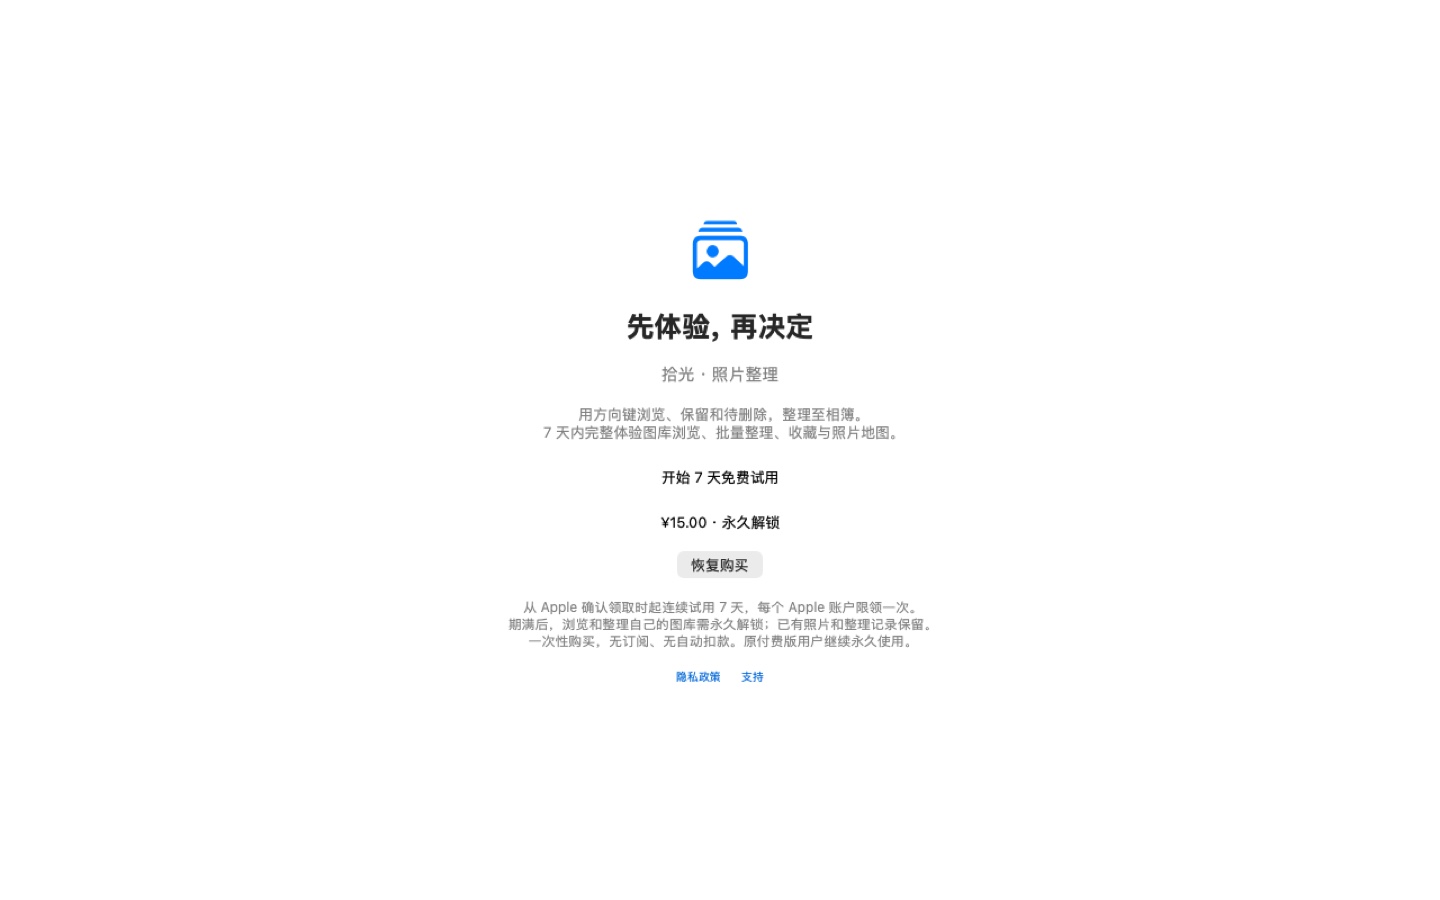 先体验，再决定
拾光 · 照片整理
用方向键浏览、保留和待删除，整理至相簿。
7 天内完整体验图库浏览、批量整理、收藏与照片地图。
开始 7 天免费试用
¥15.00 · 永久解锁
恢复购买
从 Apple 确认领取时起连续试用 7 天，每个 Apple 账户限领一次。
期满后，浏览和整理自己的图库需永久解锁；已有照片和整理记录保留。
一次性购买，无订阅、无自动扣款。原付费版用户继续永久使用。
隐私政策 支持